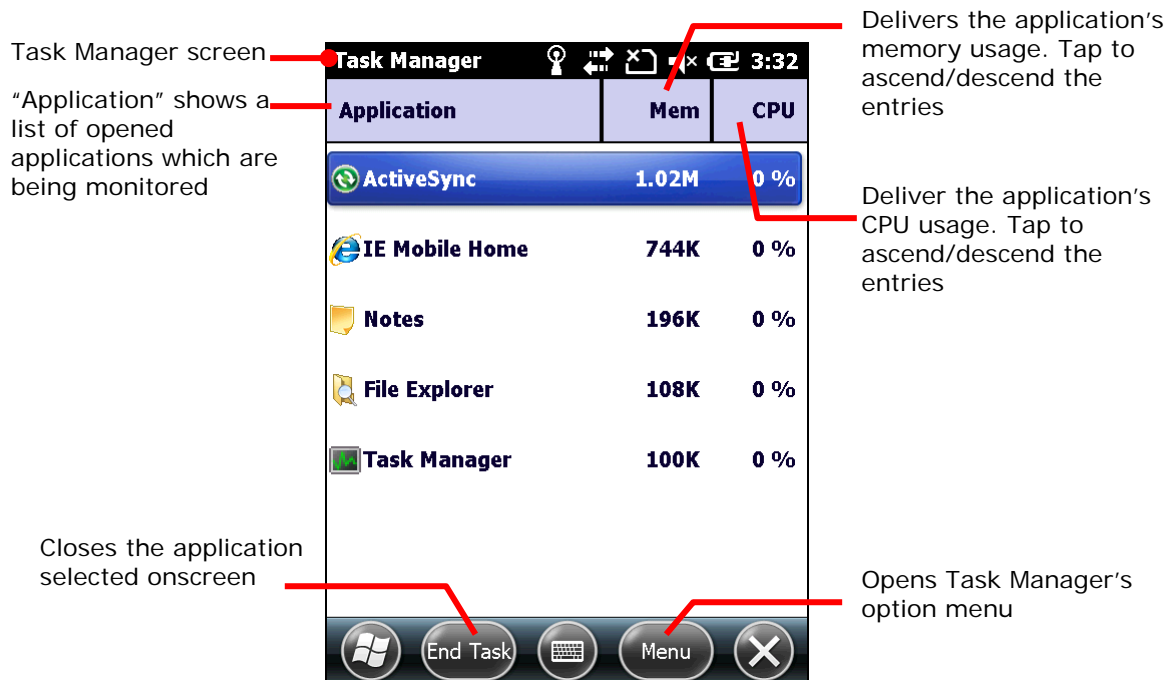 Task Manager screen
"Application" shows a
list of opened
applications which are
being monitored
Closes the application
selected onscreen
Task Manager 3:32
Application Mem CPU
ActiveSync 1.02M 0 %
IE Mobile Home 744K 0 %
Notes 196K 0 %
File Explorer 108K 0 %
Task Manager 100K 0 %
End Task Menu
Delivers the application's
memory usage. Tap to
ascend/descend the
entries
Deliver the application's
CPU usage. Tap to
ascend/descend the
entries
Opens Task Manager's
option menu